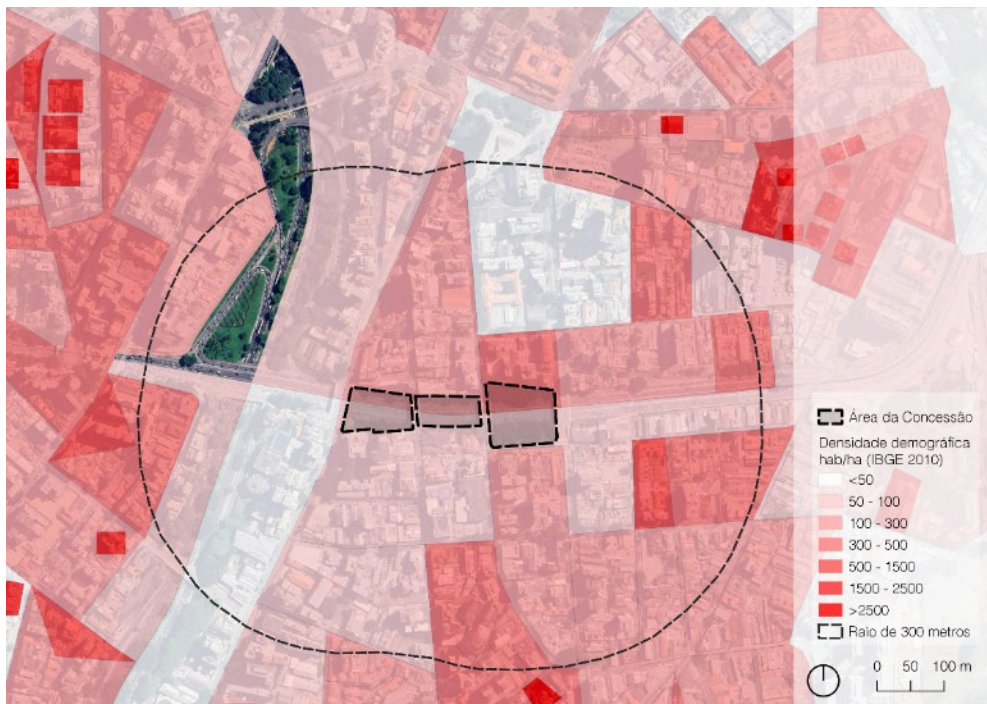 Área da Concessão
Densidade demográfica
hab/ha (IBGE 2010)
<50
50 - 100
100 - 300
300 - 500
500 - 1500
1500 - 2500
>2500
Raio de 300 metros
0 50 100 m